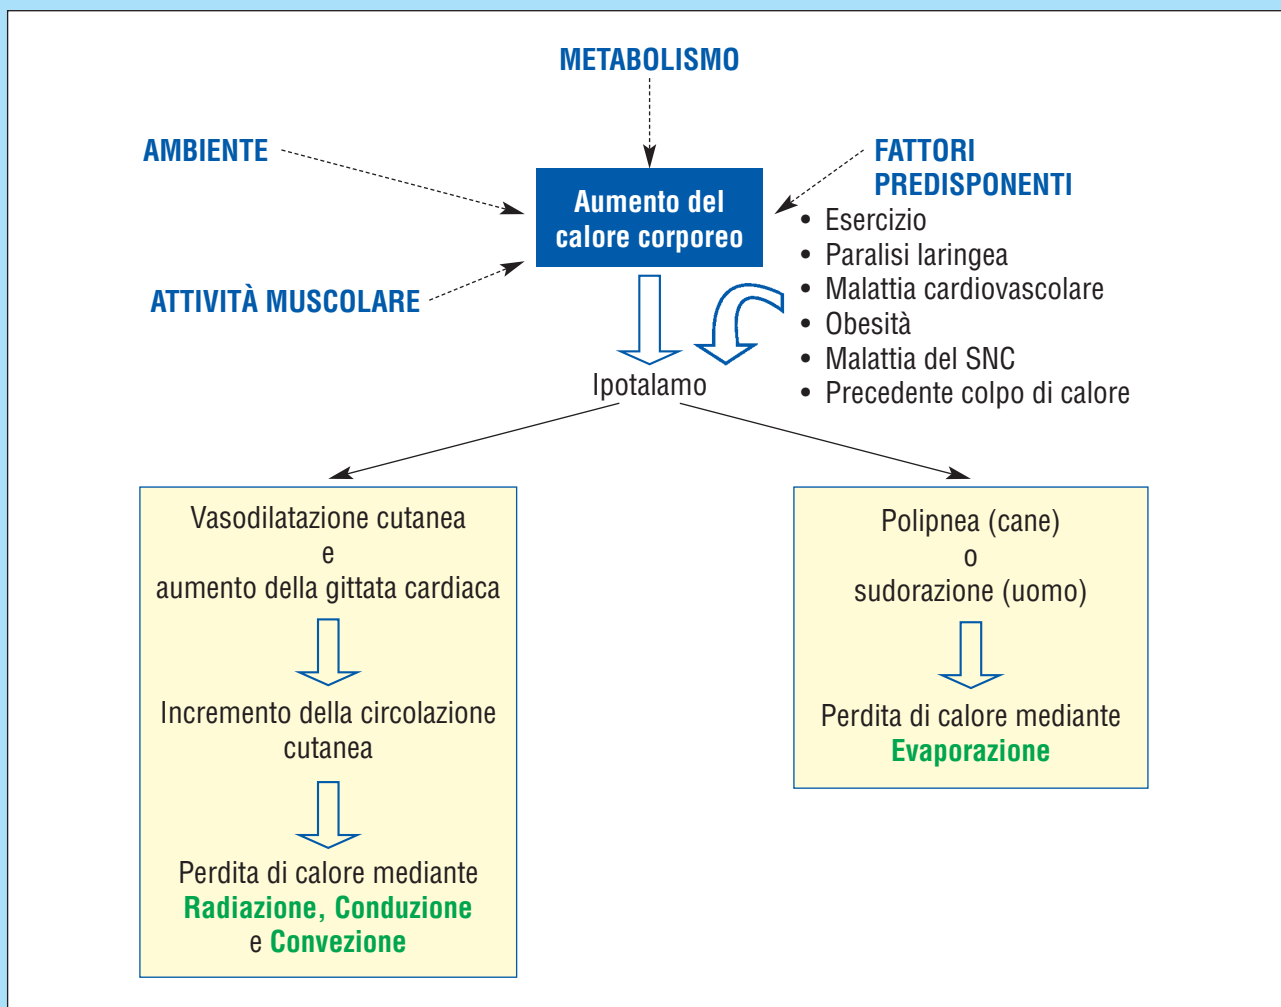 METABOLISMO
AMBIENTE
FATTORI
PREDISPONENTI
Aumento del
calore corporeo
• Esercizio
• Paralisi laringea
• Malattia cardiovascolare
• Obesità
• Malattia del SNC
• Precedente colpo di calore
ATTIVITÀ MUSCOLARE
Ipotalamo
Vasodilatazione cutanea
e
aumento della gittata cardiaca
Incremento della circolazione
cutanea
Perdita di calore mediante
Radiazione, Conduzione
e Convezione
Polipnea (cane)
o
sudorazione (uomo)
Perdita di calore mediante
Evaporazione